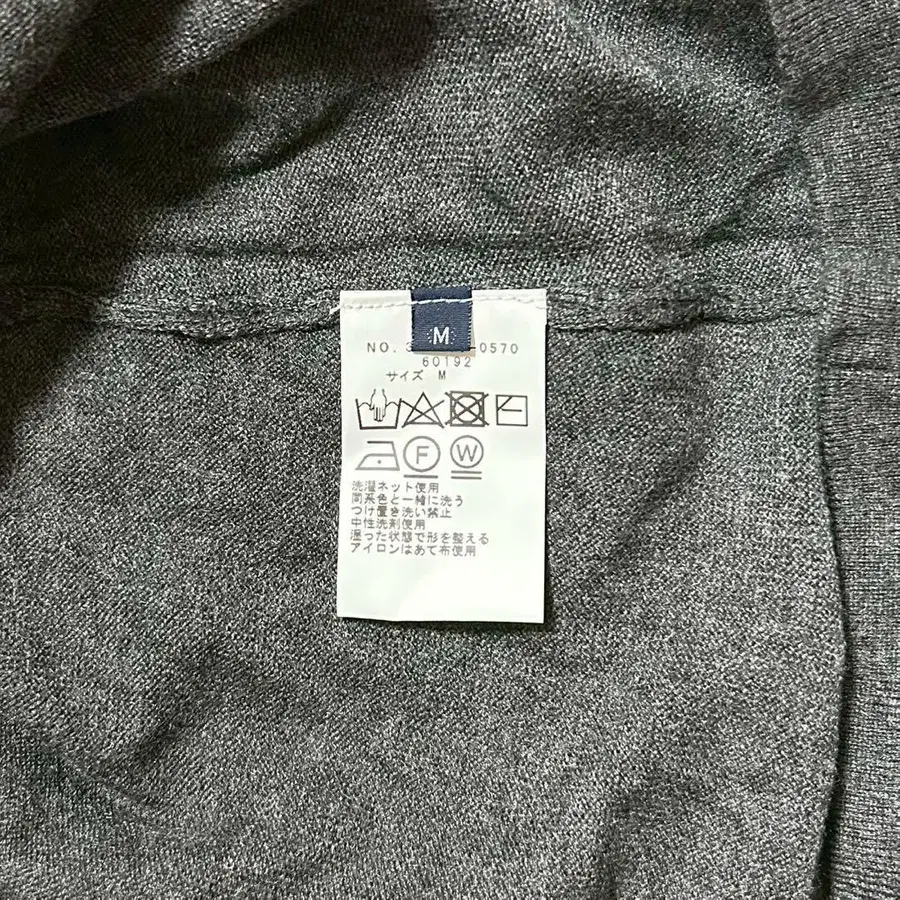 M
NO. 3 -0570
60192
サイズ M
F W
洗濯ネット使用
同系色と一緒に洗う
つけ置き洗い禁止
中性洗剤使用
湿った状態で形を整える
アイロンはあて布使用